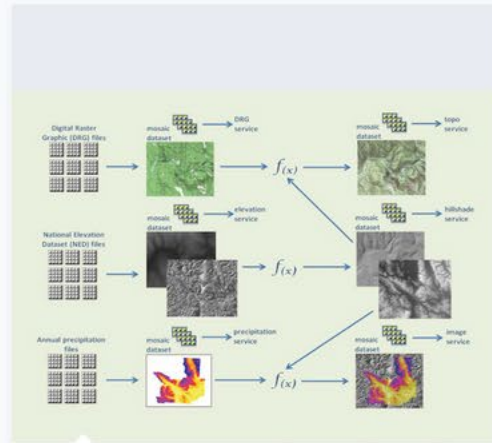 Digital Raster
Graphic (DRG) files
mosaic
dataset
DRG
service
f(x)
mosaic
dataset
topo
service
National Elevation
Dataset (NED) files
mosaic
dataset
elevation
service
f(x)
mosaic
dataset
hillshade
service
Annual precipitation
files
mosaic
dataset
precipitation
service
f(x)
mosaic
dataset
image
service